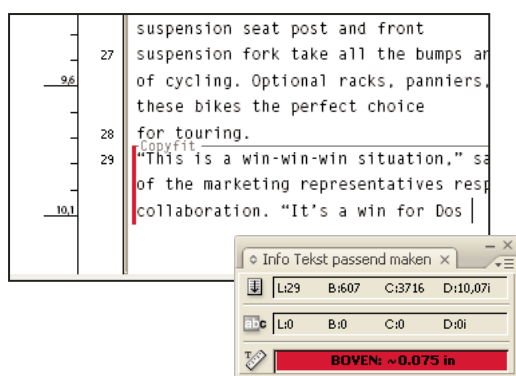 suspension seat post and front
27 suspension fork take all the bumps
9,6 of cycling. Optional racks, panniers,
these bikes the perfect choice
28 for touring.
Copyfit
29 “This is a win-win-win situation,”
of the marketing representatives
10,1 collaboration. “It's a win for Dos
Info Tekst passend maken
L:29 B:607 C:3716 D:10,07i
abc L:0 B:0 C:0 D:0i
BOVEN: ~0.075 in